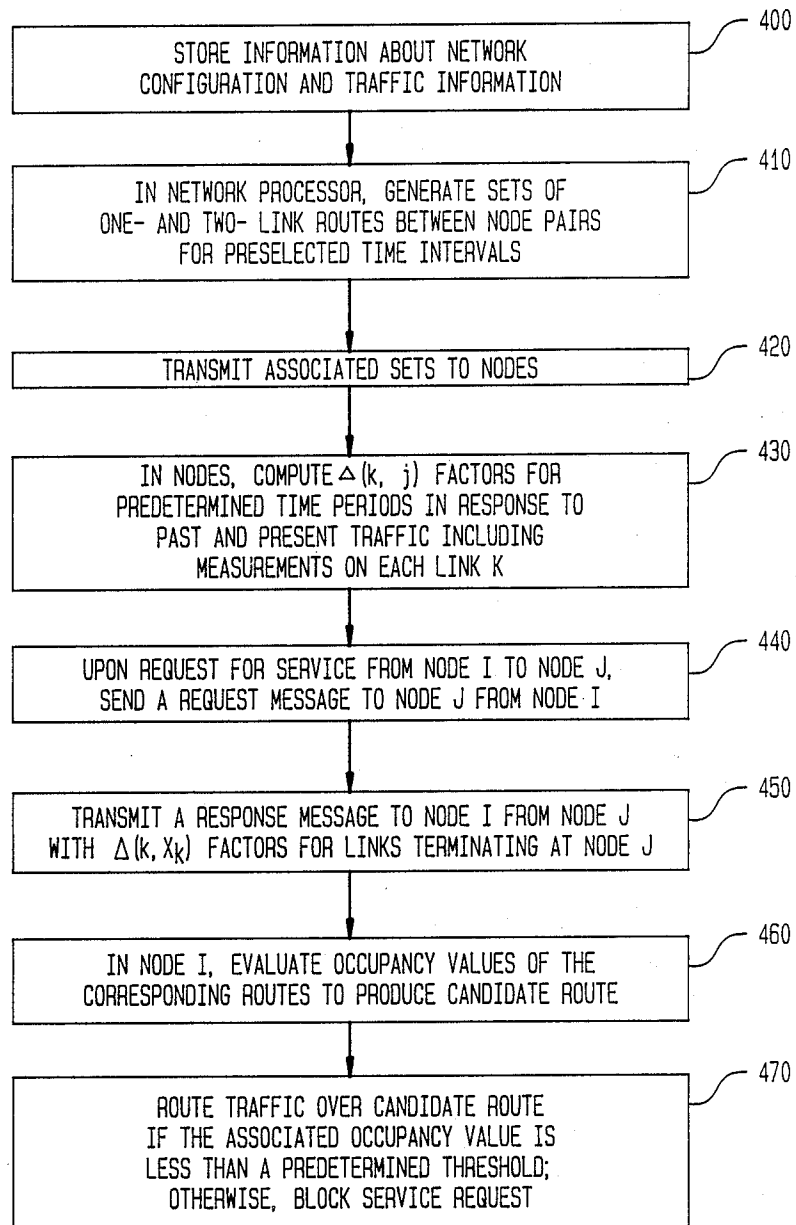 400
STORE INFORMATION ABOUT NETWORK
CONFIGURATION AND TRAFFIC INFORMATION
410
IN NETWORK PROCESSOR, GENERATE SETS OF
ONE- AND TWO- LINK ROUTES BETWEEN NODE PAIRS
FOR PRESELECTED TIME INTERVALS
420
TRANSMIT ASSOCIATED SETS TO NODES
430
IN NODES, COMPUTE Δ(k, j) FACTORS FOR
PREDETERMINED TIME PERIODS IN RESPONSE TO
PAST AND PRESENT TRAFFIC INCLUDING
MEASUREMENTS ON EACH LINK K
440
UPON REQUEST FOR SERVICE FROM NODE I TO NODE J,
SEND A REQUEST MESSAGE TO NODE J FROM NODE I
450
TRANSMIT A RESPONSE MESSAGE TO NODE I FROM NODE J
WITH Δ(k, Xk) FACTORS FOR LINKS TERMINATING AT NODE J
460
IN NODE I, EVALUATE OCCUPANCY VALUES OF THE
CORRESPONDING ROUTES TO PRODUCE CANDIDATE ROUTE
470
ROUTE TRAFFIC OVER CANDIDATE ROUTE
IF THE ASSOCIATED OCCUPANCY VALUE IS
LESS THAN A PREDETERMINED THRESHOLD;
OTHERWISE, BLOCK SERVICE REQUEST